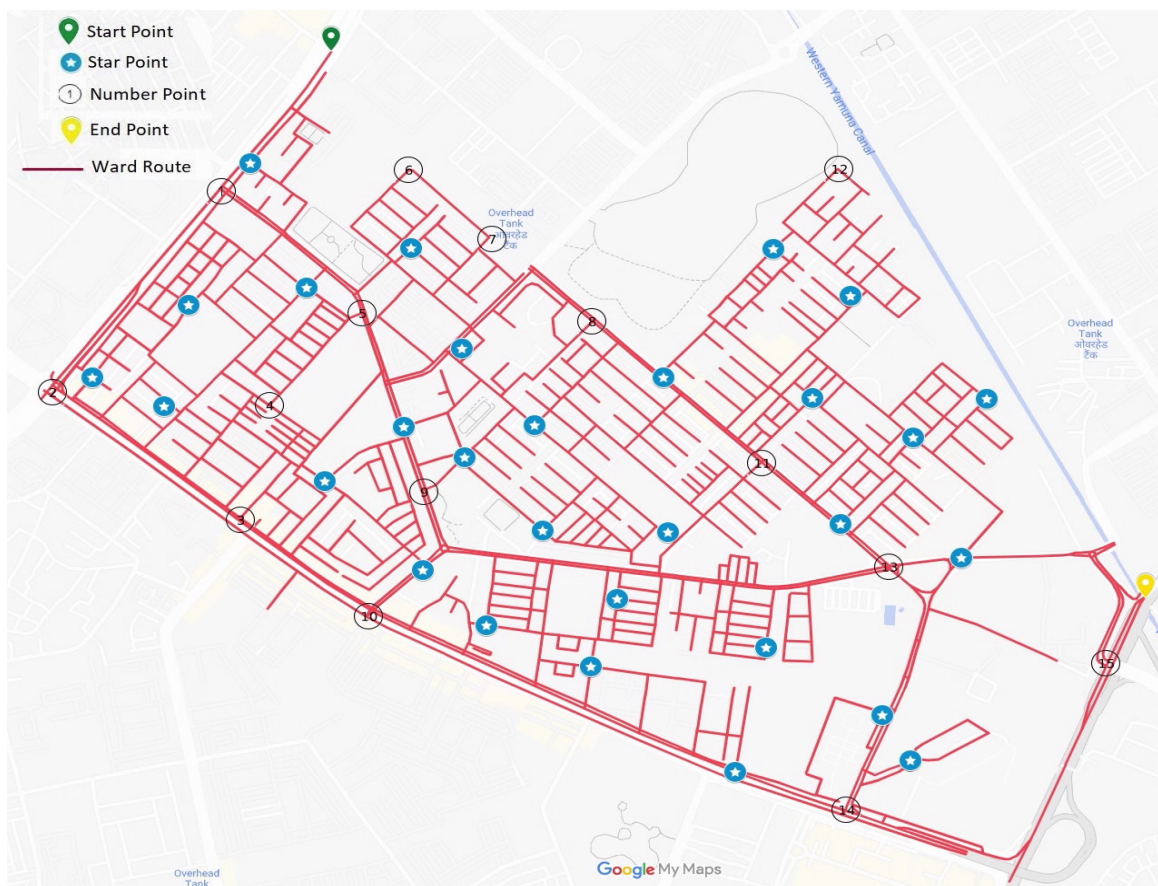 Start Point
Star Point
1 Number Point
End Point
Ward Route
Western Yamuna Canal
1
6
12
7
Overhead
Tank
ओवरहेड
टैंक
5
8
Overhead
Tank
ओवरहेड
टैंक
2
4
11
9
3
13
10
15
14
Google My Maps
Overhead
Tank